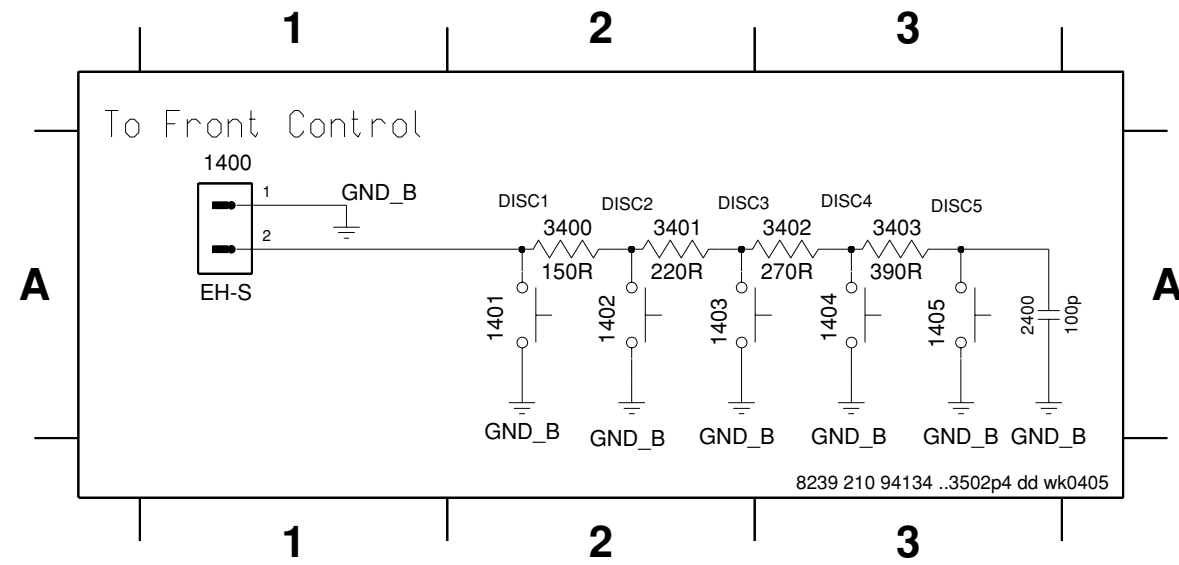 1 2 3
To Front Control
1400
1 GND_B
DISC1 DISC2 DISC3 DISC4 DISC5
3400 3401 3402 3403
2
150R 220R 270R 390R
A A
EH-S
1401 1402 1403 1404 1405 2400 100p
GND_B GND_B GND_B GND_B GND_B GND_B
8239 210 94134 ..3502p4 dd wk0405
1 2 3